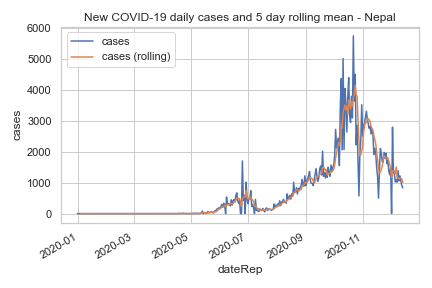 New COVID-19 daily cases and 5 day rolling mean - Nepal
cases
cases (rolling)
6000
5000
4000
3000
2000
1000
0
cases
2020-01
2020-03
2020-05
2020-07
2020-09
2020-11
dateRep